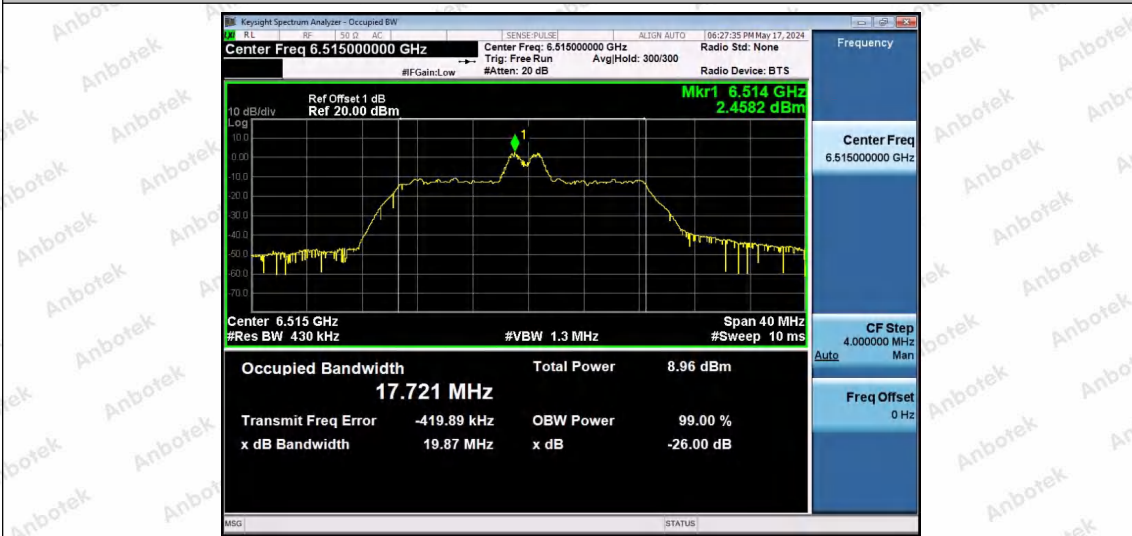 Keysight Spectrum Analyzer - Occupied BW
LXI RL RF 50 Ω AC SENSE:PULSE ALIGN AUTO 06:27:35 PM May 17, 2024
Center Freq 6.515000000 GHz
Center Freq: 6.515000000 GHz
Radio Std: None
Trig: Free Run Avg|Hold: 300/300
#IFGain:Low #Atten: 20 dB Radio Device: BTS
Frequency
Mkr1 6.514 GHz
2.4582 dBm
Ref Offset 1 dB
10 dB/div Ref 20.00 dBm
Log
10.0
0.00
-10.0
-20.0
-30.0
-40.0
-50.0
-60.0
-70.0
1
Center 6.515 GHz Span 40 MHz
#Res BW 430 kHz #VBW 1.3 MHz #Sweep 10 ms
Center Freq
6.515000000 GHz
CF Step
4.000000 MHz
Auto Man
Freq Offset
0 Hz
Occupied Bandwidth Total Power 8.96 dBm
17.721 MHz
Transmit Freq Error -419.89 kHz OBW Power 99.00 %
x dB Bandwidth 19.87 MHz x dB -26.00 dB
MSG STATUS
Anbotek